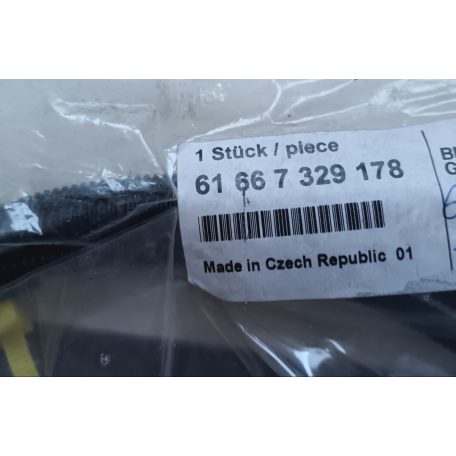 1 Stück / piece
61 66 7 329 178
Made in Czech Republic 01